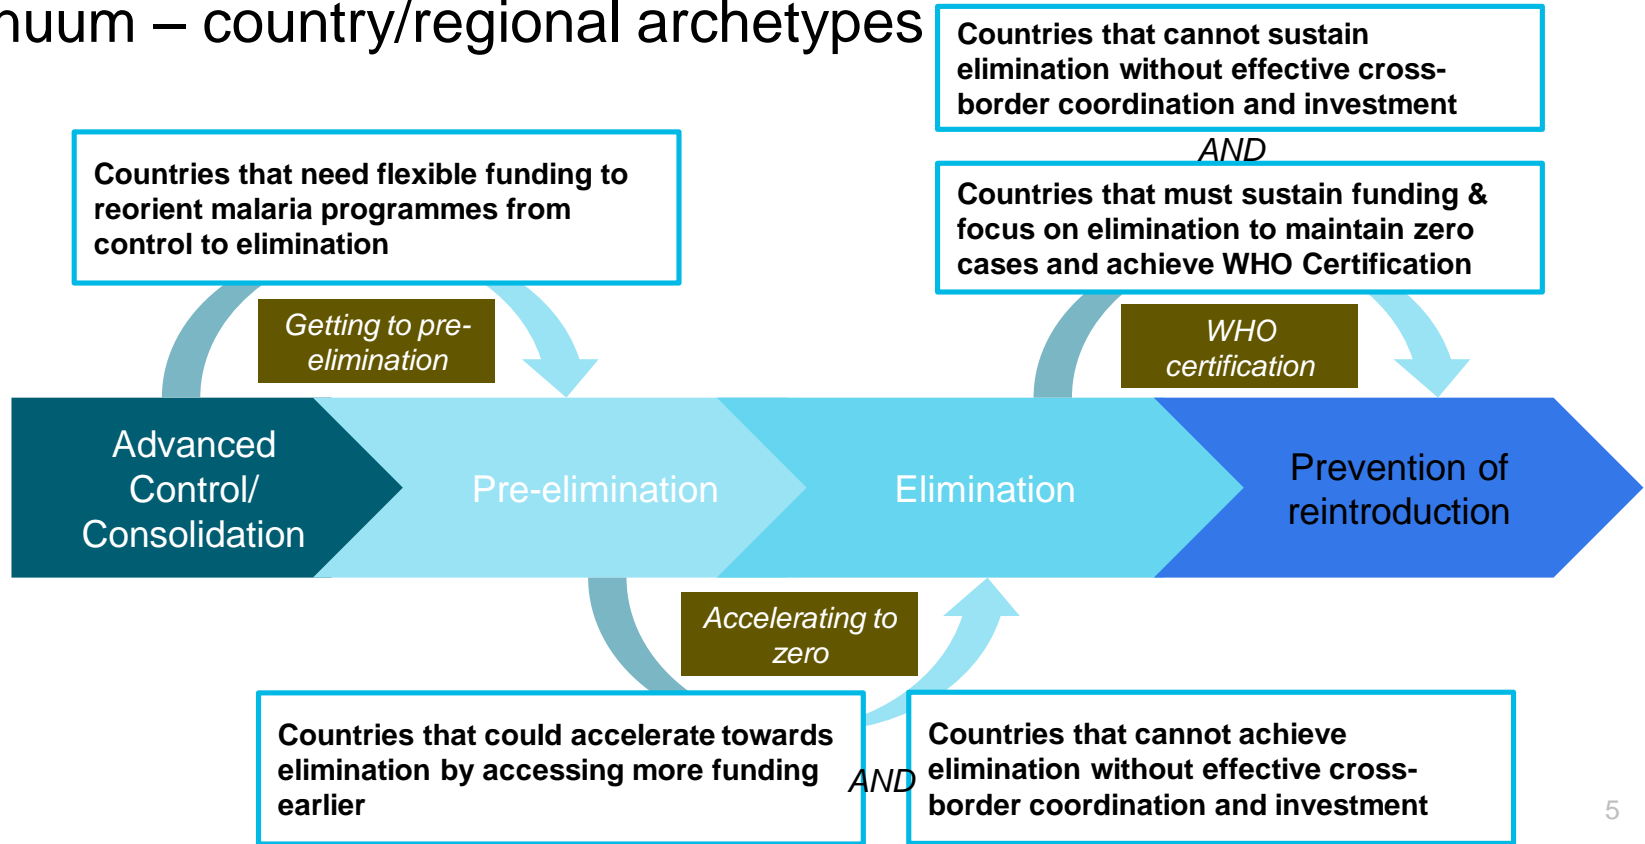 nuum – country/regional archetypes
Countries that cannot sustain
elimination without effective cross-
border coordination and investment
AND
Countries that need flexible funding to
reorient malaria programmes from
control to elimination
Countries that must sustain funding &
focus on elimination to maintain zero
cases and achieve WHO Certification
Getting to pre-
elimination
WHO
certification
Advanced
Control/
Consolidation
Pre-elimination
Elimination
Prevention of
reintroduction
Accelerating to
zero
Countries that could accelerate towards
elimination by accessing more funding
earlier
AND
Countries that cannot achieve
elimination without effective cross-
border coordination and investment
5